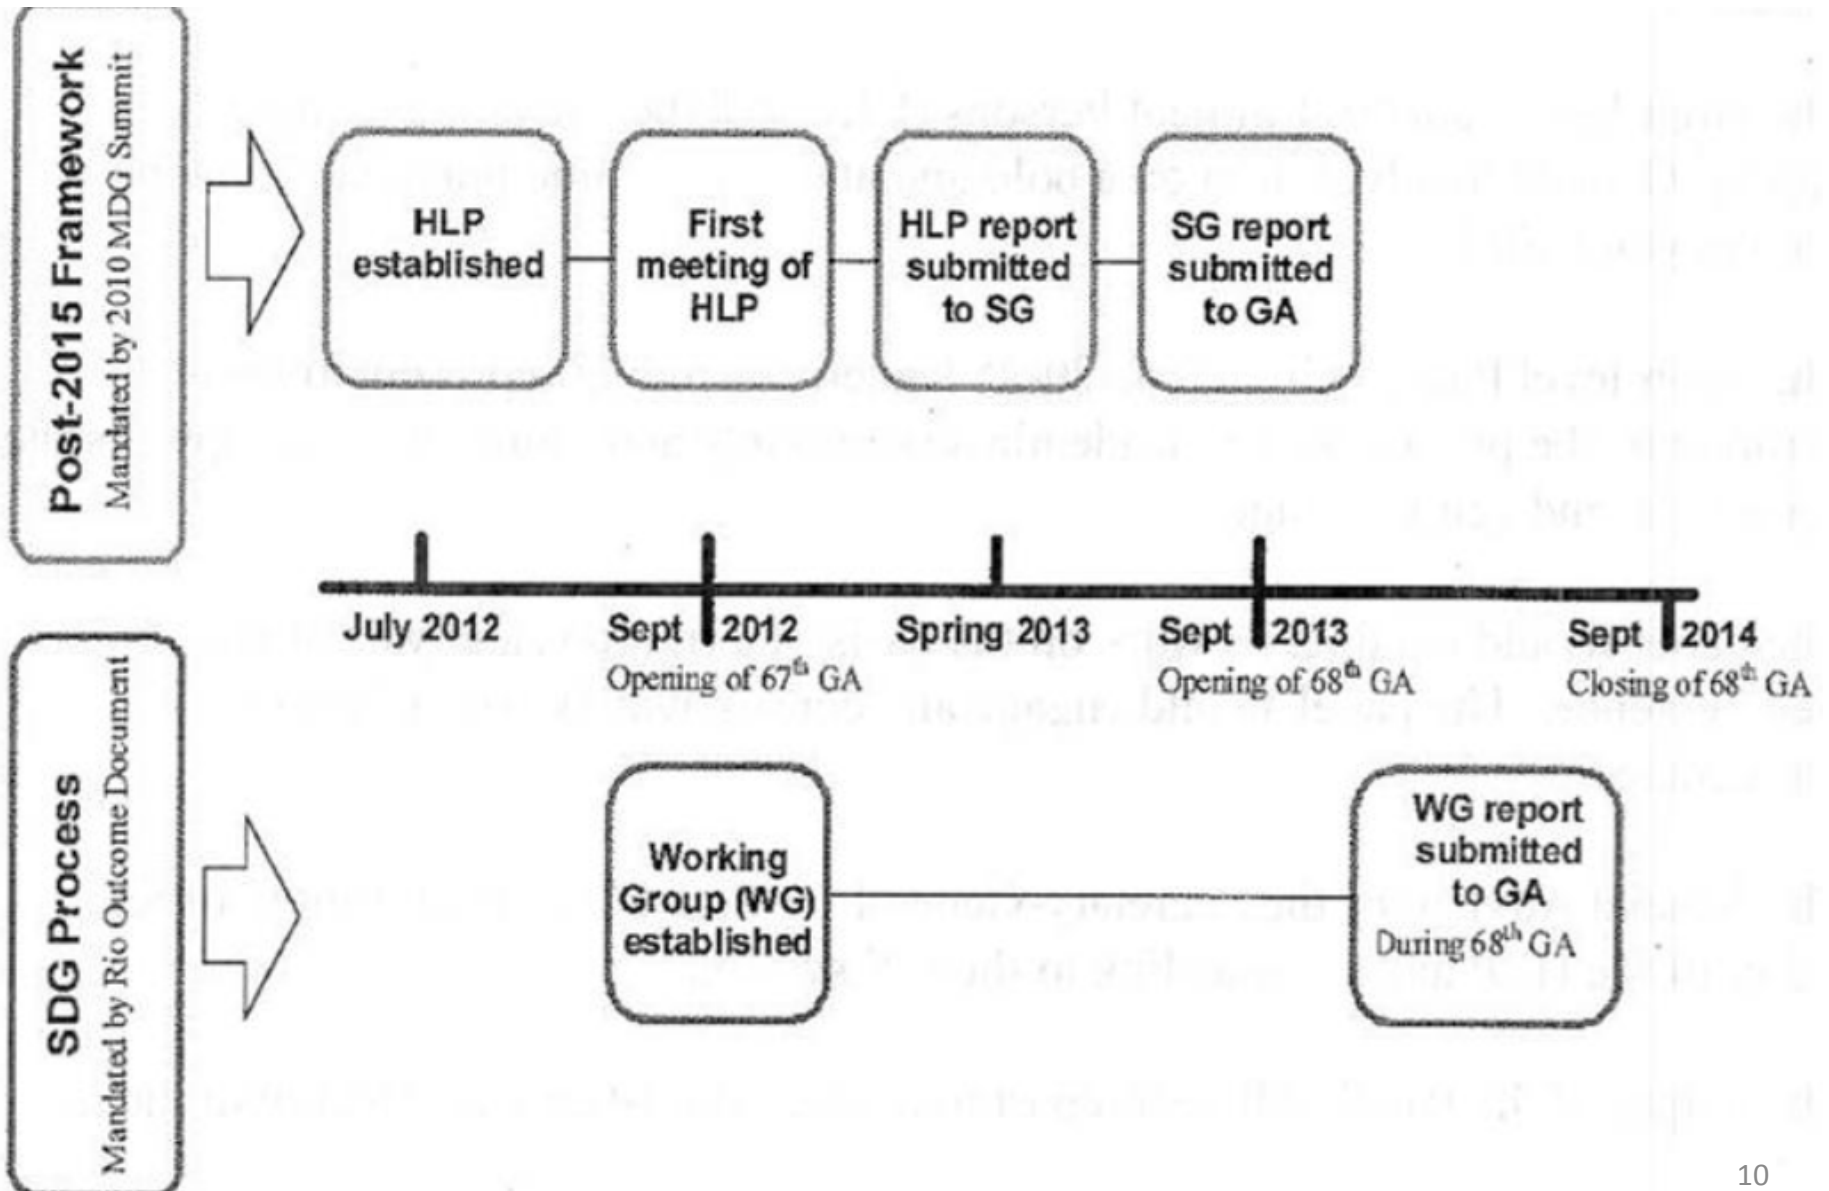 Post-2015 Framework
Mandated by 2010 MDG Summit
HLP
established
First
meeting of
HLP
HLP report
submitted
to SG
SG report
submitted
to GA
July 2012
Sept 2012
Opening of 67th GA
Spring 2013
Sept 2013
Opening of 68th GA
Sept 2014
Closing of 68th GA
SDG Process
Mandated by Rio Outcome Document
Working
Group (WG)
established
WG report
submitted
to GA
During 68th GA
10